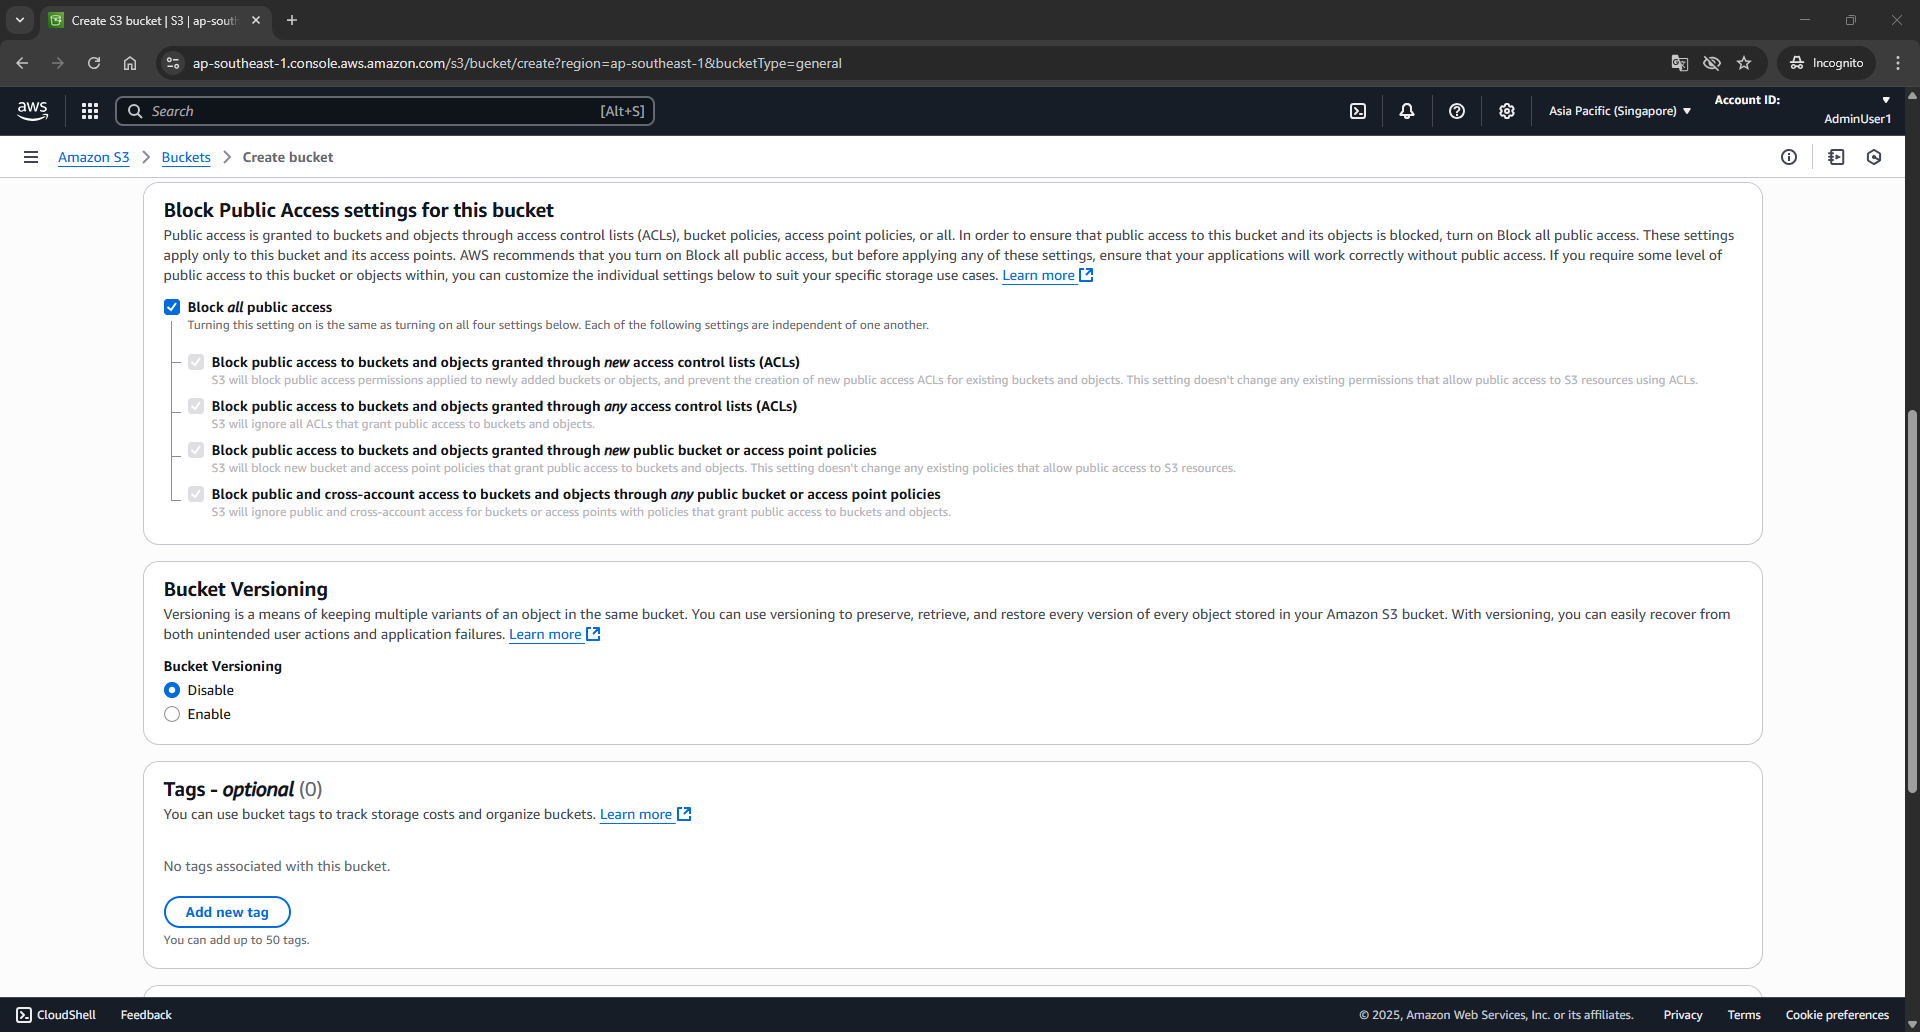 Create S3 bucket | S3 | ap-south
ap-southeast-1.console.aws.amazon.com/s3/bucket/create?region=ap-southeast-1&bucketType=general
Incognito
aws
Search
[Alt+S]
Asia Pacific (Singapore)
Account ID:
AdminUser1
Amazon S3
Buckets
Create bucket
Block Public Access settings for this bucket
Public access is granted to buckets and objects through access control lists (ACLs), bucket policies, access point policies, or all. In order to ensure that public access to this bucket and its objects is blocked, turn on Block all public access. These settings
apply only to this bucket and its access points. AWS recommends that you turn on Block all public access, but before applying any of these settings, ensure that your applications will work correctly without public access. If you require some level of
public access to this bucket or objects within, you can customize the individual settings below to suit your specific storage use cases. Learn more
Block all public access
Turning this setting on is the same as turning on all four settings below. Each of the following settings are independent of one another.
Block public access to buckets and objects granted through new access control lists (ACLs)
S3 will block public access permissions applied to newly added buckets or objects, and prevent the creation of new public access ACLs for existing buckets and objects. This setting doesn't change any existing permissions that allow public access to S3 resources using ACLs.
Block public access to buckets and objects granted through any access control lists (ACLs)
S3 will ignore all ACLs that grant public access to buckets and objects.
Block public access to buckets and objects granted through new public bucket or access point policies
S3 will block new bucket and access point policies that grant public access to buckets and objects. This setting doesn't change any existing policies that allow public access to S3 resources.
Block public and cross-account access to buckets and objects through any public bucket or access point policies
S3 will ignore public and cross-account access for buckets or access points with policies that grant public access to buckets and objects.
Bucket Versioning
Versioning is a means of keeping multiple variants of an object in the same bucket. You can use versioning to preserve, retrieve, and restore every version of every object stored in your Amazon S3 bucket. With versioning, you can easily recover from
both unintended user actions and application failures. Learn more
Bucket Versioning
Disable
Enable
Tags - optional (0)
You can use bucket tags to track storage costs and organize buckets. Learn more
No tags associated with this bucket.
Add new tag
You can add up to 50 tags.
CloudShell
Feedback
© 2025, Amazon Web Services, Inc. or its affiliates.
Privacy
Terms
Cookie preferences